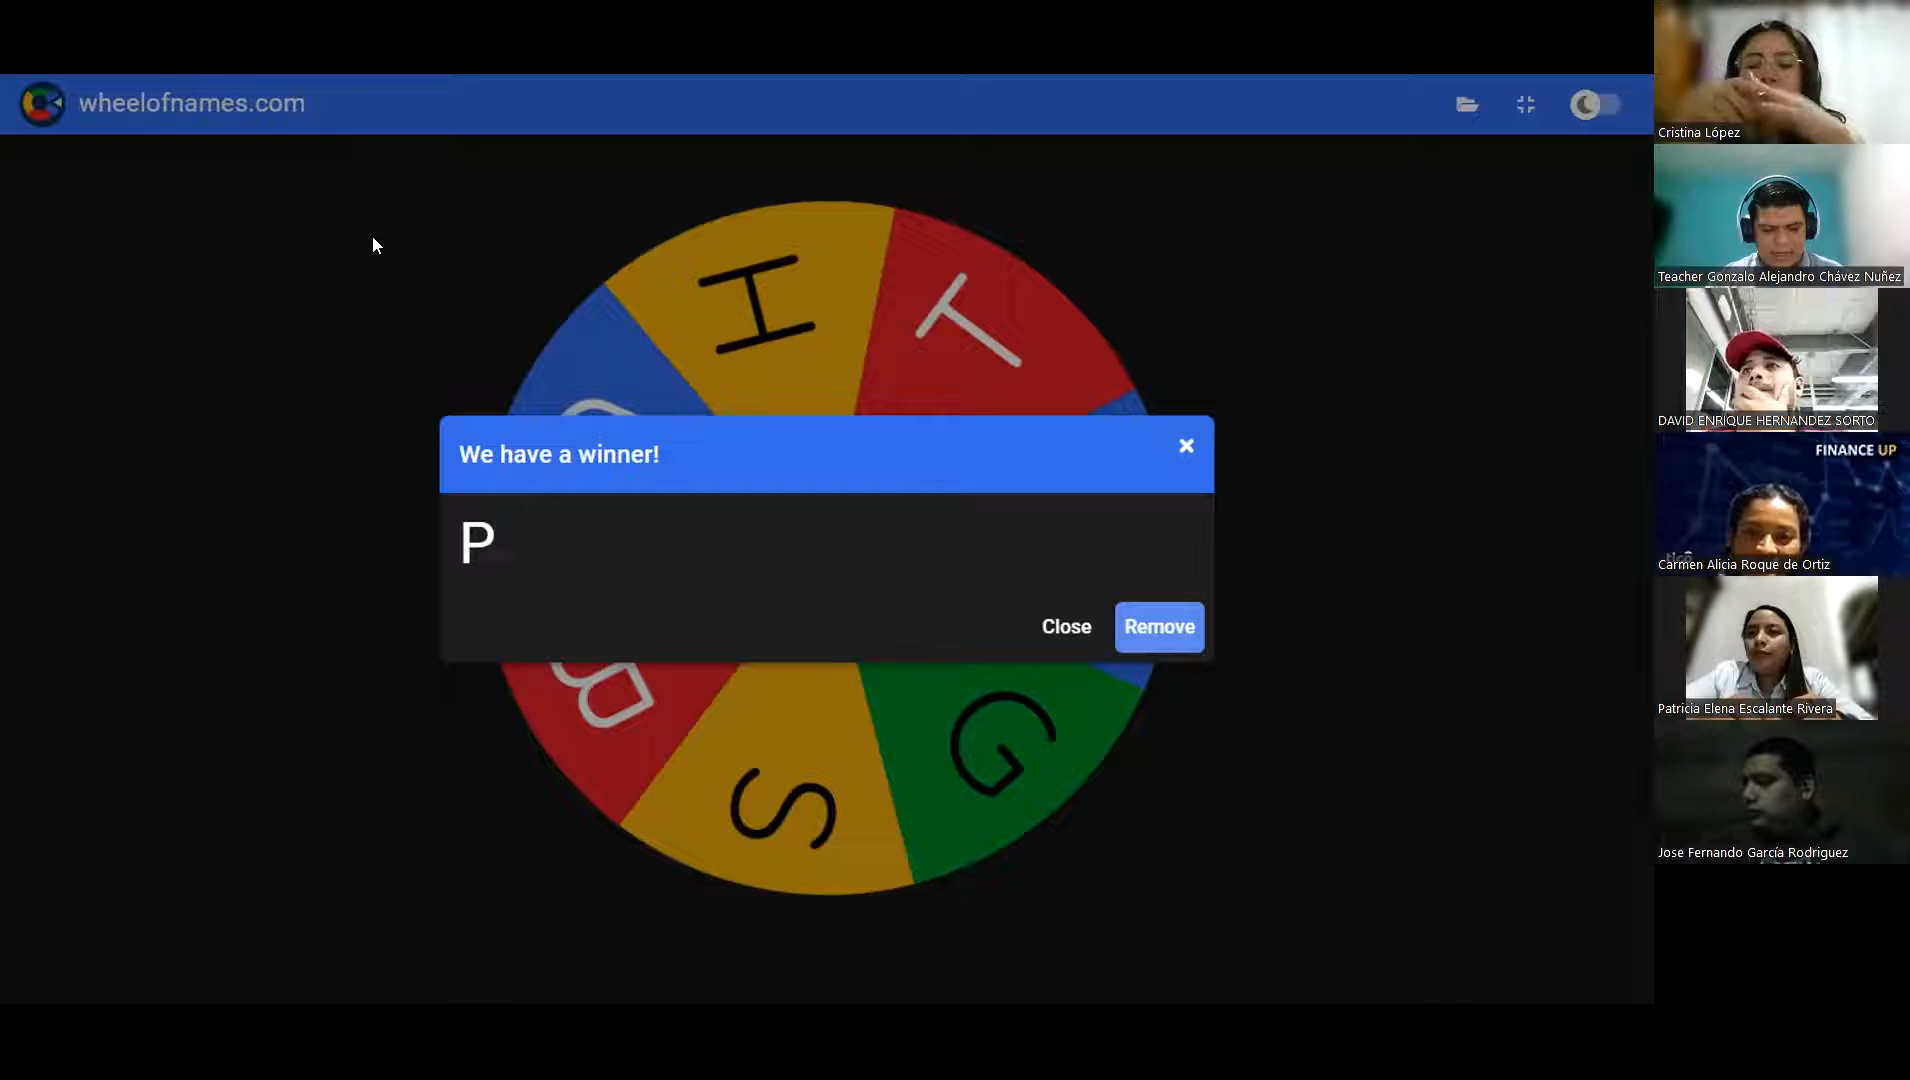 wheelofnames.com
H
T
We have a winner!
P
Close
Remove
B
S
G
Cristina López
Teacher Gonzalo Alejandro Chávez Nuñez
DAVID ENRIQUE HERNANDEZ SORTO
FINANCE UP
tigo
Carmen Alicia Roque de Ortiz
Patricia Elena Escalante Rivera
Jose Fernando García Rodriguez